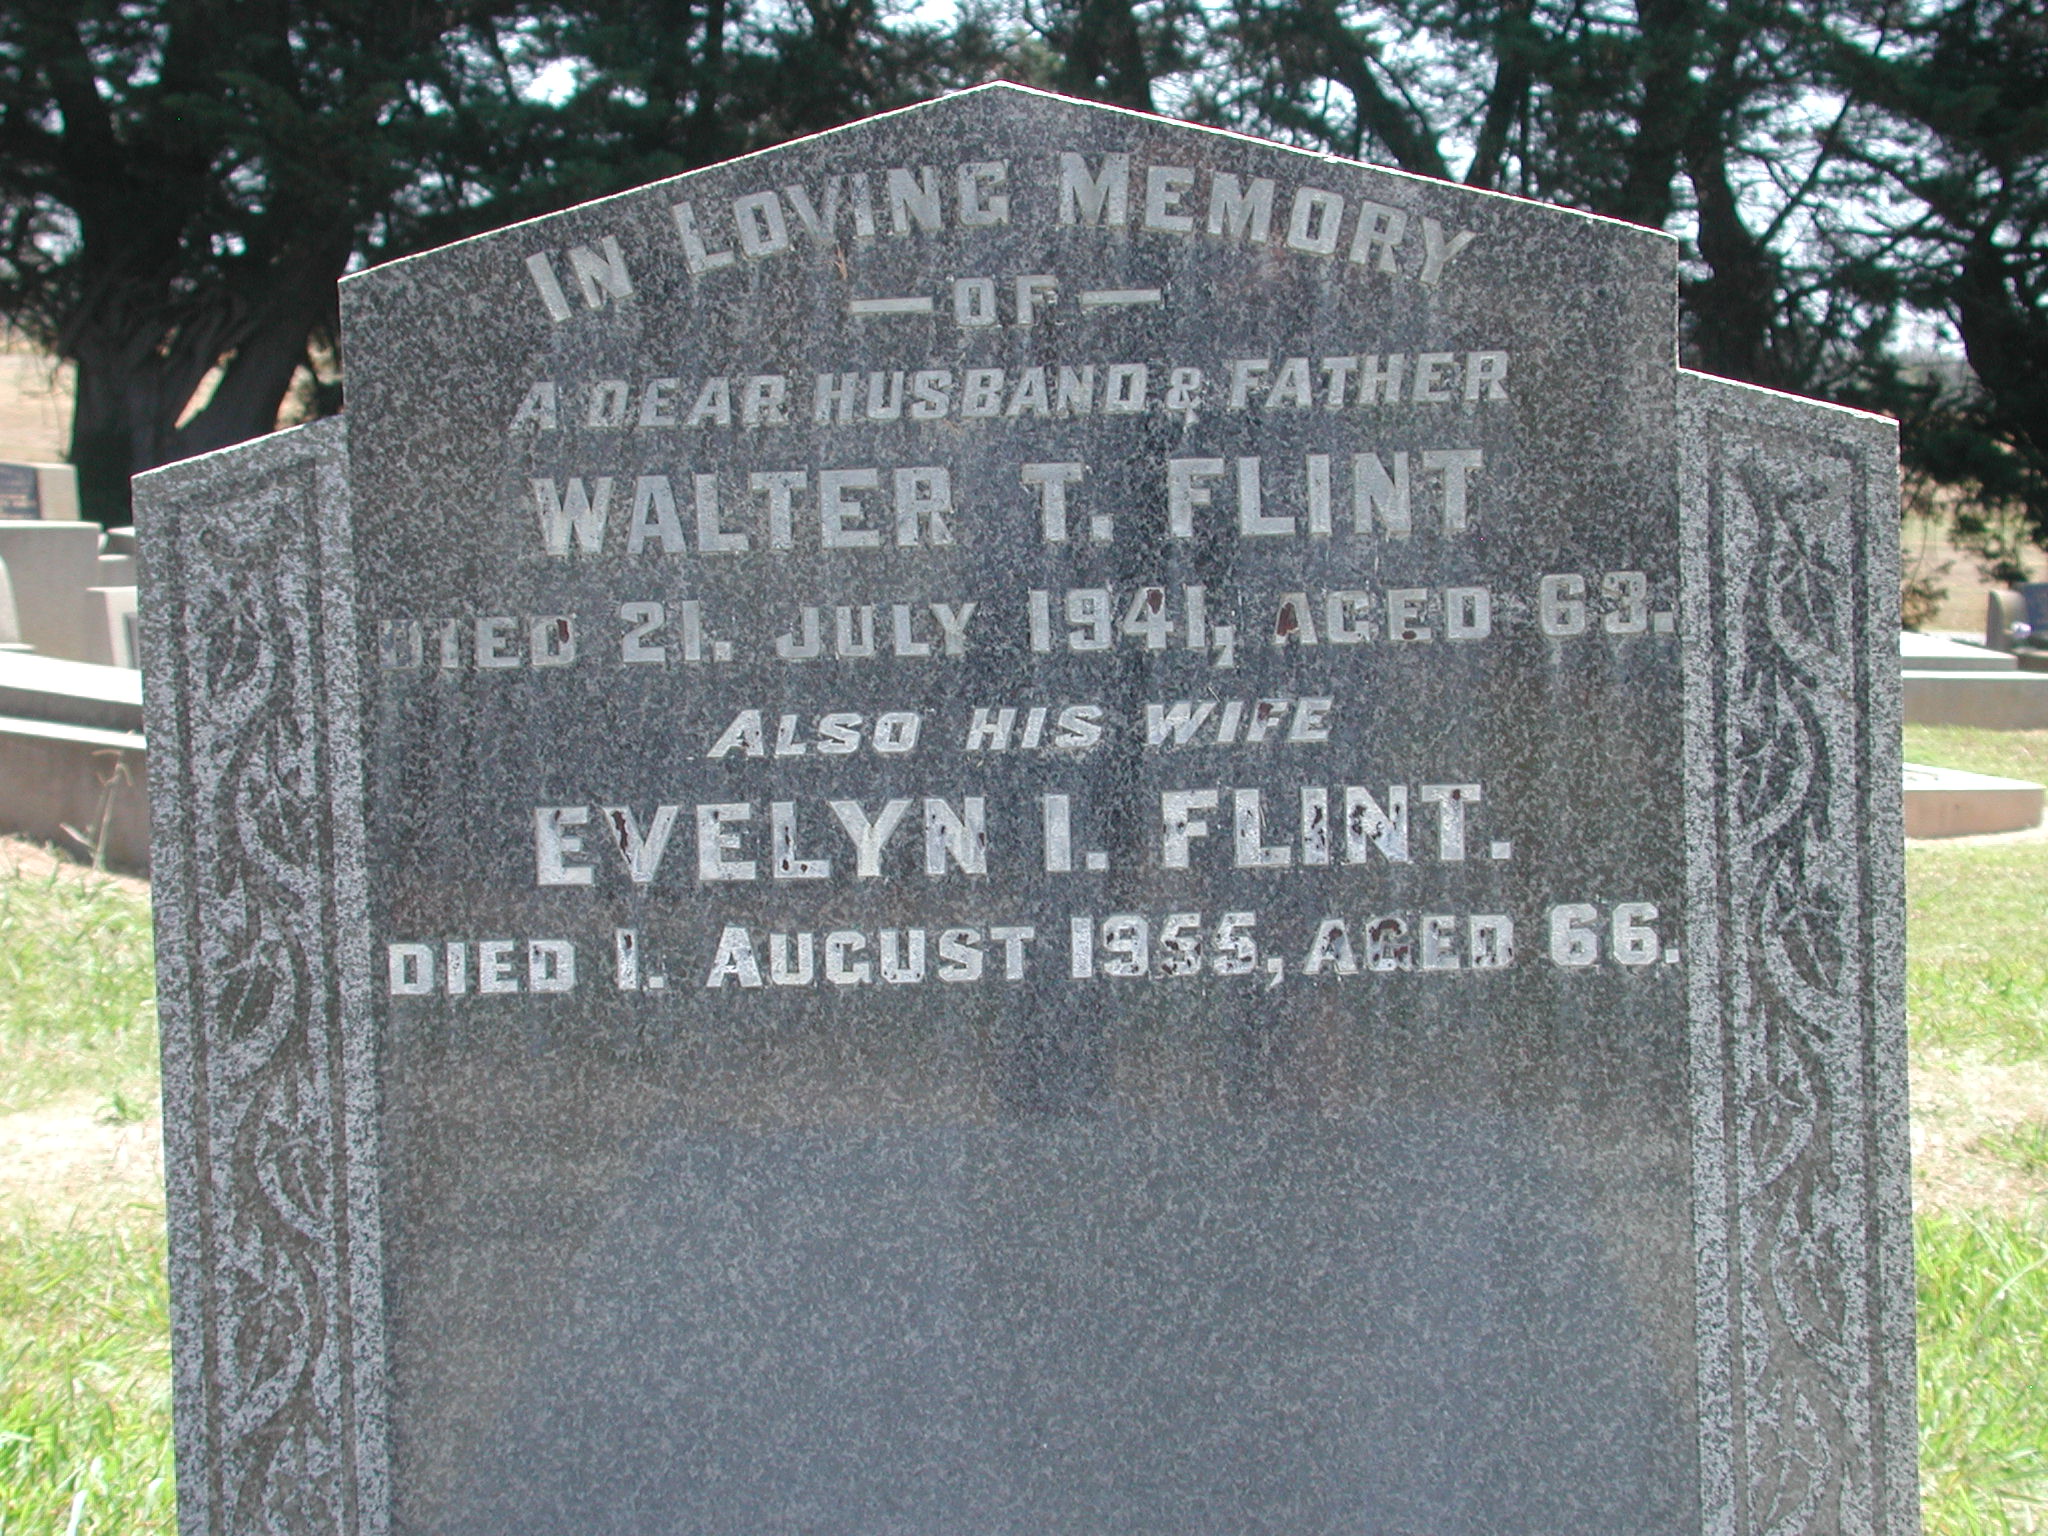 IN LOVING MEMORY
— OF —
A DEAR HUSBAND & FATHER
WALTER T. FLINT
DIED 21. JULY 1941, AGED 63.
ALSO HIS WIFE
EVELYN I. FLINT.
DIED 1. AUGUST 1955, AGED 66.